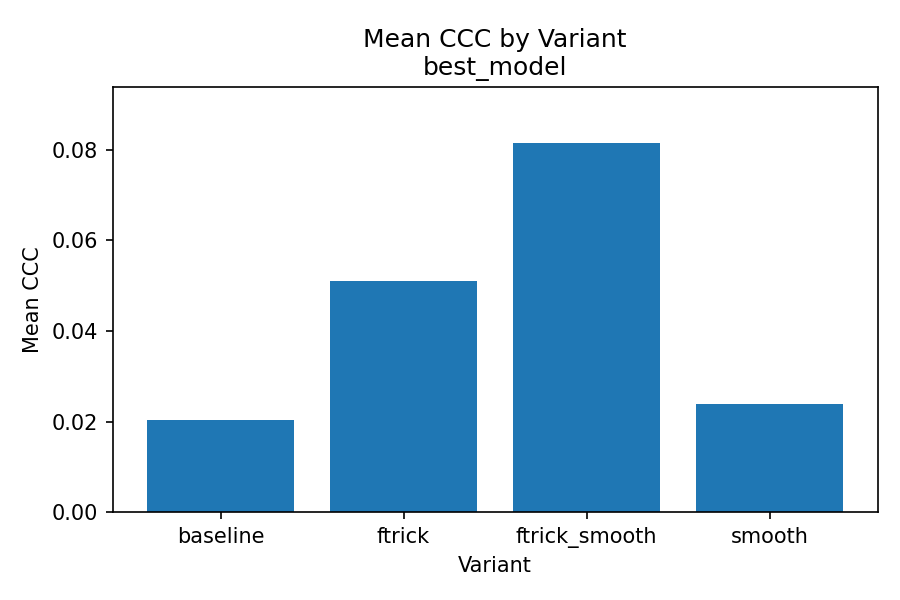 Mean CCC by Variant
best_model
Mean CCC
0.08
0.06
0.04
0.02
0.00
baseline
ftrick
ftrick_smooth
smooth
Variant